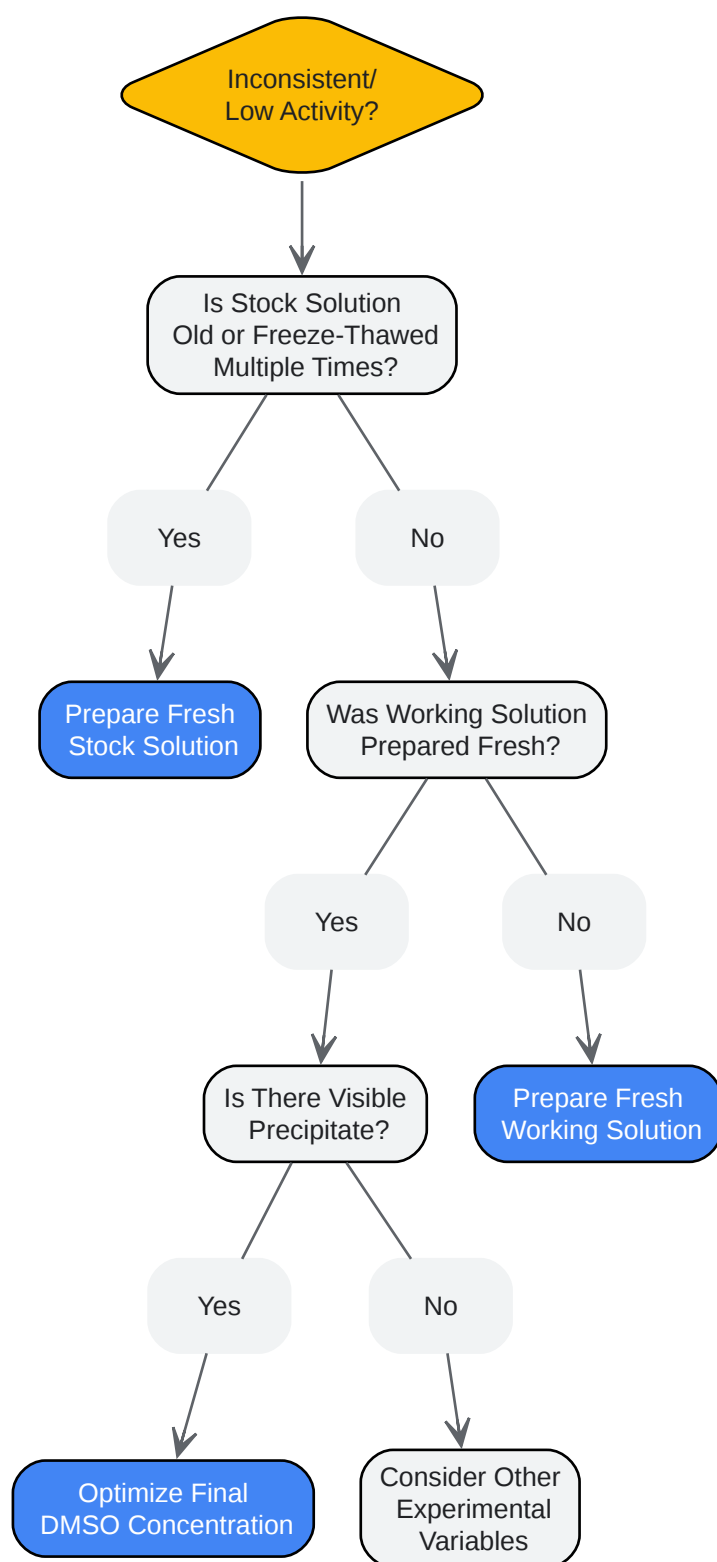 Inconsistent/
Low Activity?
Is Stock Solution
Old or Freeze-Thawed
Multiple Times?
Yes
No
Prepare Fresh
Stock Solution
Was Working Solution
Prepared Fresh?
Yes
No
Is There Visible
Precipitate?
Prepare Fresh
Working Solution
Yes
No
Optimize Final
DMSO Concentration
Consider Other
Experimental
Variables